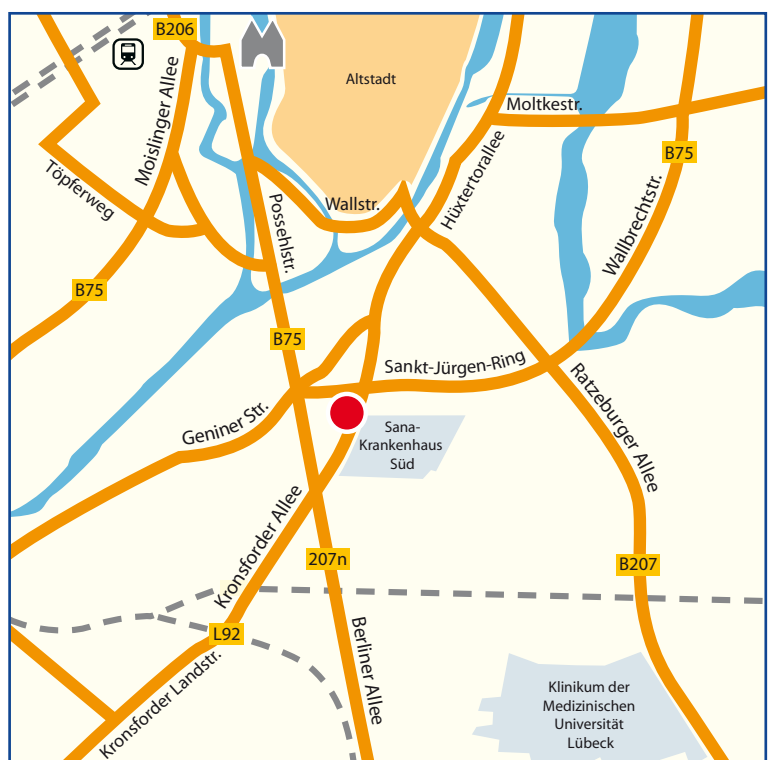 B206
Altstadt
Moislinger Allee
Moltkestr.
B75
Töpferweg
Hüxtertorallee
Wallstr.
Possehlstr.
Wallbrechtstr.
B75
B75
Sankt-Jürgen-Ring
Ratzeburger Allee
Geniner Str.
Sana-
Krankenhaus
Süd
Kronsforder Allee
207n
B207
L92
Berliner Allee
Kronsforder Landstr.
Klinikum der
Medizinischen
Universität
Lübeck